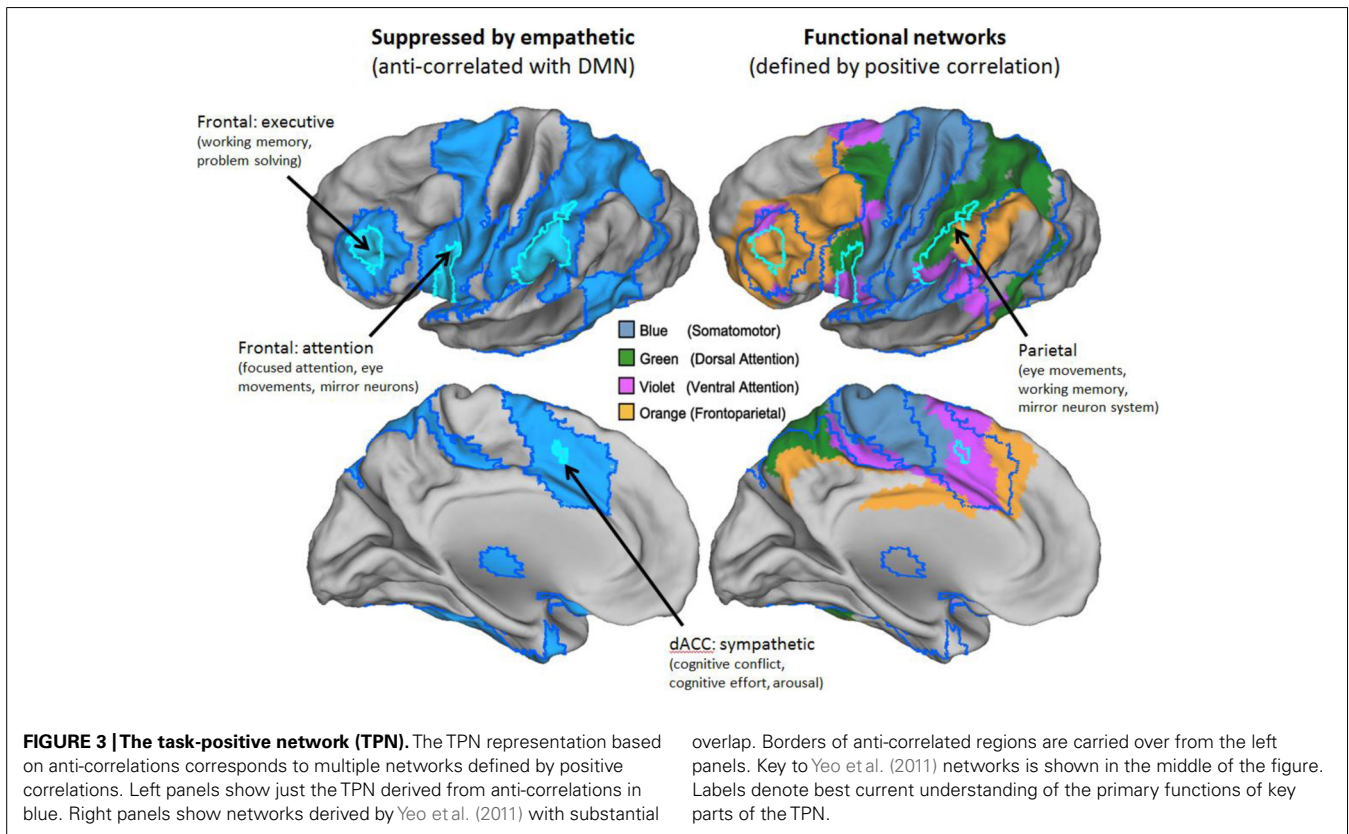 Suppressed by empathetic
(anti-correlated with DMN)
Functional networks
(defined by positive correlation)
Frontal: executive
(working memory,
problem solving)
Frontal: attention
(focused attention, eye
movements, mirror neurons)
Blue (Somatomotor)
Green (Dorsal Attention)
Violet (Ventral Attention)
Orange (Frontoparietal)
Parietal
(eye movements,
working memory,
mirror neuron system)
dACC: sympathetic
(cognitive conflict,
cognitive effort, arousal)
FIGURE 3 | The task-positive network (TPN). The TPN representation based
on anti-correlations corresponds to multiple networks defined by positive
correlations. Left panels show just the TPN derived from anti-correlations in
blue. Right panels show networks derived by Yeo et al. (2011) with substantial
overlap. Borders of anti-correlated regions are carried over from the left
panels. Key to Yeo et al. (2011) networks is shown in the middle of the figure.
Labels denote best current understanding of the primary functions of key
parts of the TPN.